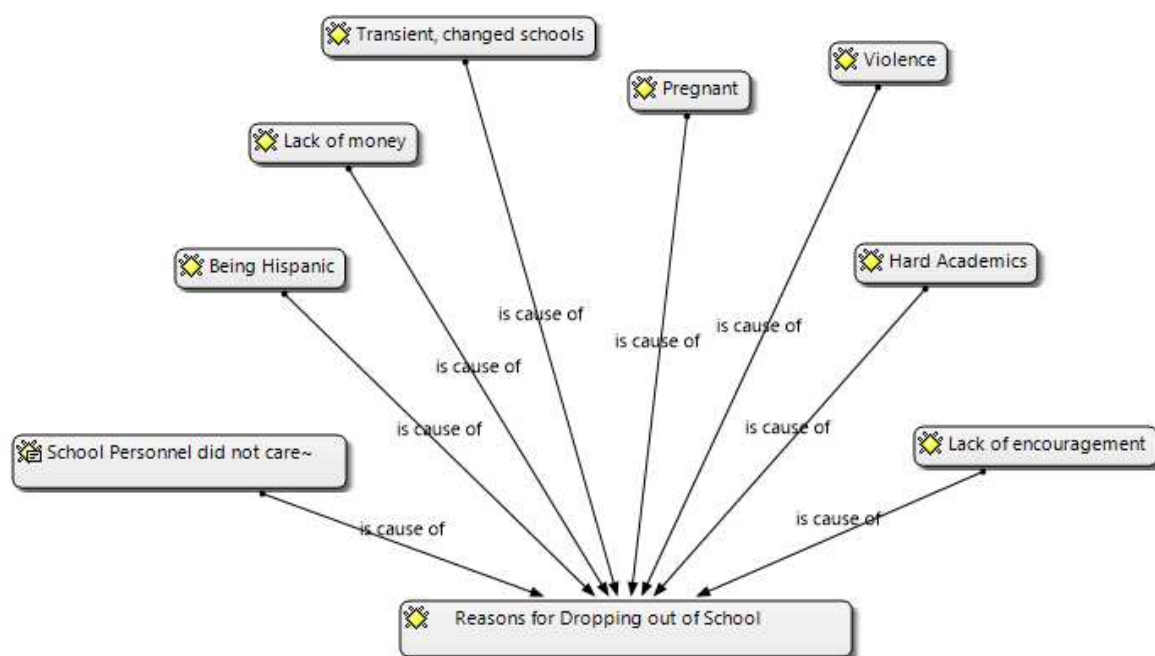 Transient, changed schools
Violence
Pregnant
Lack of money
Being Hispanic
Hard Academics
is cause of
is cause of
is cause of
is cause of
is cause of
is cause of
School Personnel did not care~
Lack of encouragement
is cause of
is cause of
Reasons for Dropping out of School